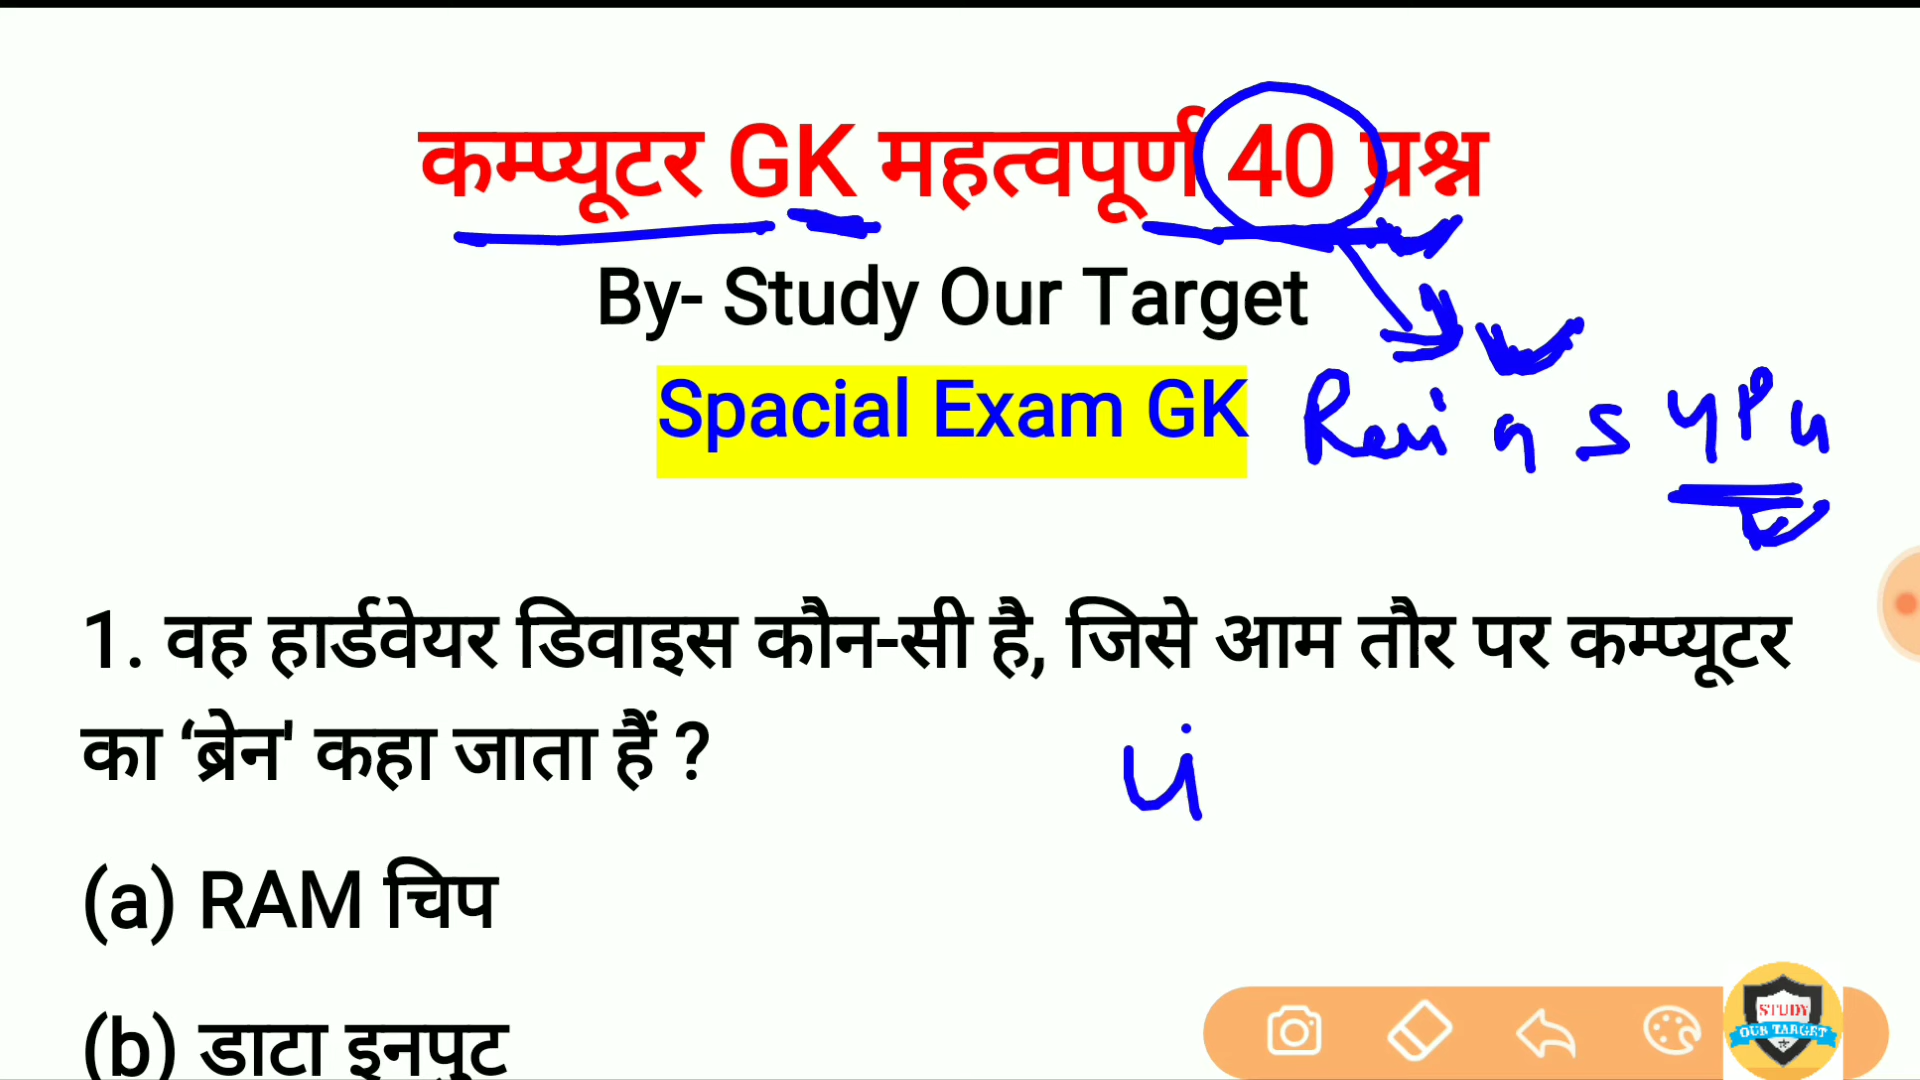 कम्प्यूटर GK महत्वपूर्ण 40 प्रश्न
By- Study Our Target
Spacial Exam GK
1. वह हार्डवेयर डिवाइस कौन-सी है, जिसे आम तौर पर कम्प्यूटर
का ‘ब्रेन' कहा जाता हैं ?
(a) RAM चिप
(b) डाटा इनपुट
STUDY
OUR TARGET